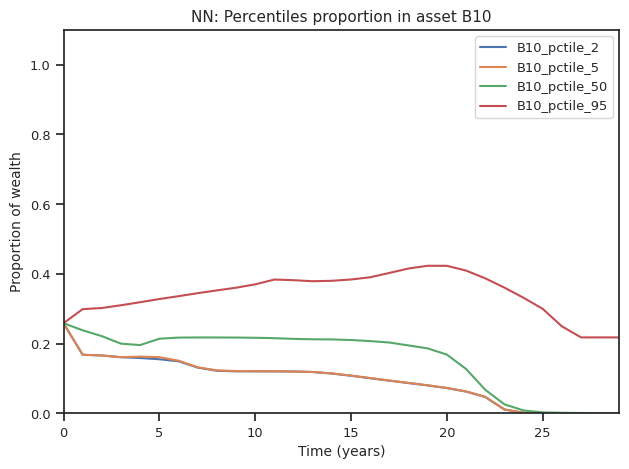 NN: Percentiles proportion in asset B10
B10_pctile_2
B10_pctile_5
B10_pctile_50
B10_pctile_95
Proportion of wealth
1.0
0.8
0.6
0.4
0.2
0.0
0 5 10 15 20 25
Time (years)